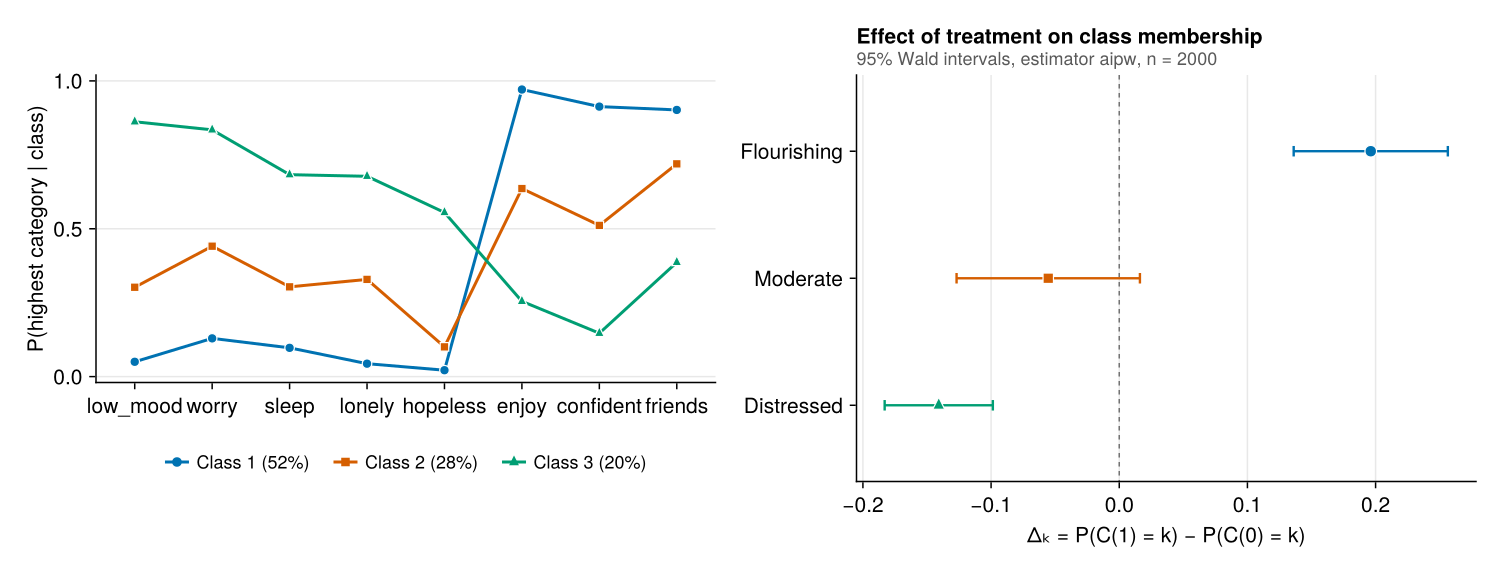 P(highest category | class)
1.0
0.5
0.0
low_mood worry sleep lonely hopeless enjoy confident friends
Class 1 (52%) Class 2 (28%) Class 3 (20%)
Effect of treatment on class membership
95% Wald intervals, estimator aipw, n = 2000
Flourishing
Moderate
Distressed
−0.2 −0.1 0.0 0.1 0.2
Δₖ = P(C(1) = k) − P(C(0) = k)